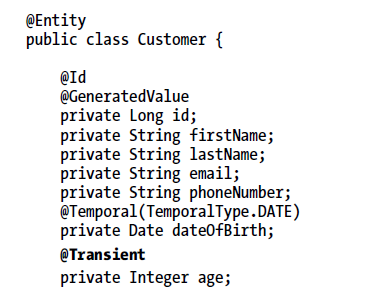 @Entity
public class Customer {
@Id
@GeneratedValue
private Long id;
private String firstName;
private String lastName;
private String email;
private String phoneNumber;
@Temporal(TemporalType.DATE)
private Date dateOfBirth;
@Transient
private Integer age;